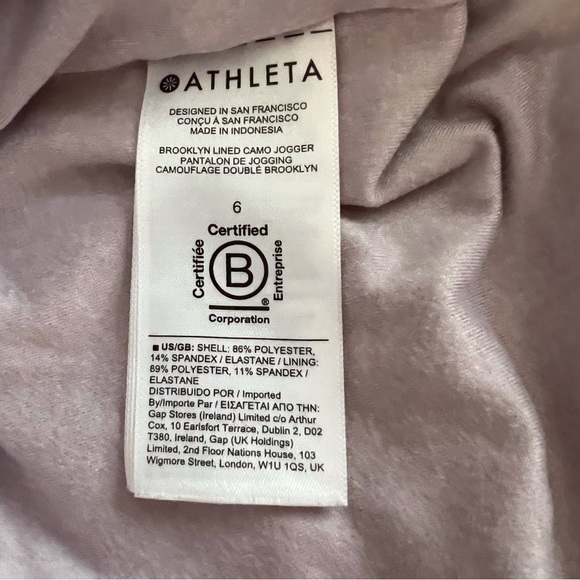 ATHLETA
DESIGNED IN SAN FRANCISCO
CONÇU À SAN FRANCISCO
MADE IN INDONESIA
BROOKLYN LINED CAMO JOGGER
PANTALON DE JOGGING
CAMOUFLAGE DOUBLÉ BROOKLYN
6
Certified
Certifiée
B
Entreprise
®
Corporation
■ US/GB: SHELL: 86% POLYESTER,
14% SPANDEX / ELASTANE / LINING:
89% POLYESTER, 11% SPANDEX /
ELASTANE
DISTRIBUIDO POR / Imported
By/Importe Par / ΕΙΣΑΓΕΤΑΙ ΑΠΟ ΤΗΝ:
Gap Stores (Ireland) Limited c/o Arthur
Cox, 10 Earlsfort Terrace, Dublin 2, D02
T380, Ireland, Gap (UK Holdings)
Limited, 2nd Floor Nations House, 103
Wigmore Street, London, W1U 1QS, UK